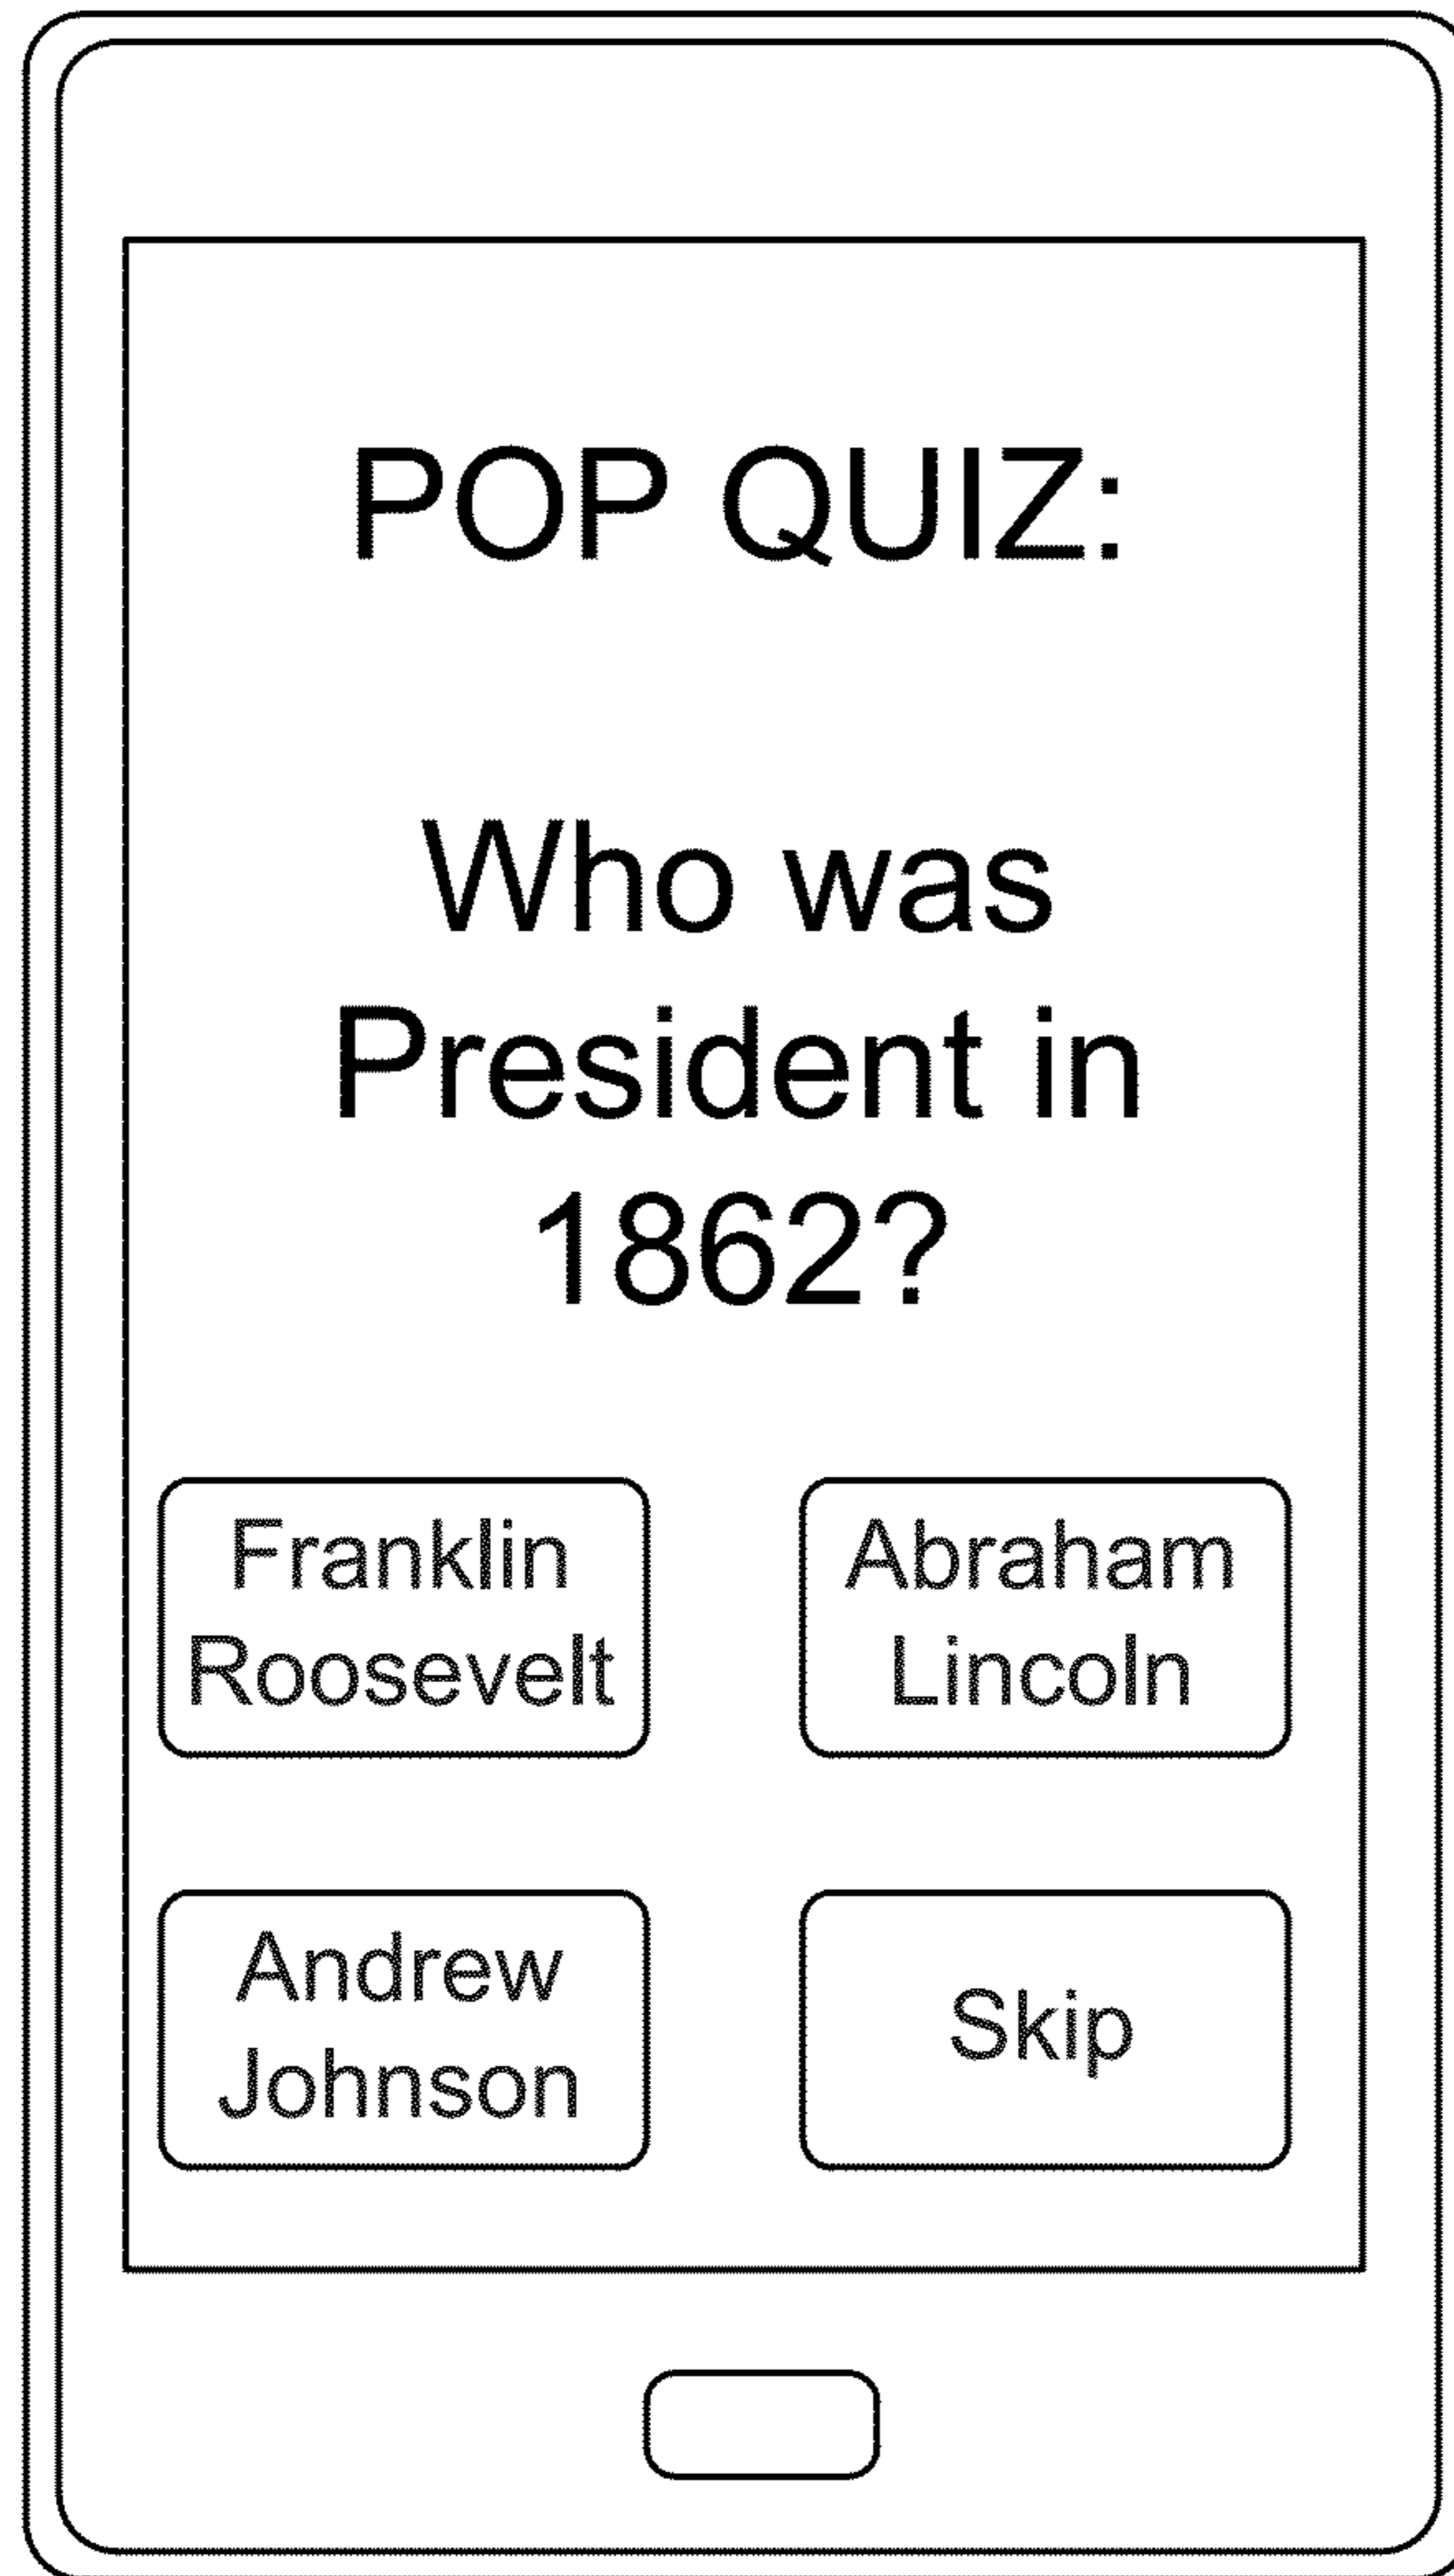 POP QUIZ:
Who was
President in
1862?
Franklin
Roosevelt
Abraham
Lincoln
Andrew
Johnson
Skip